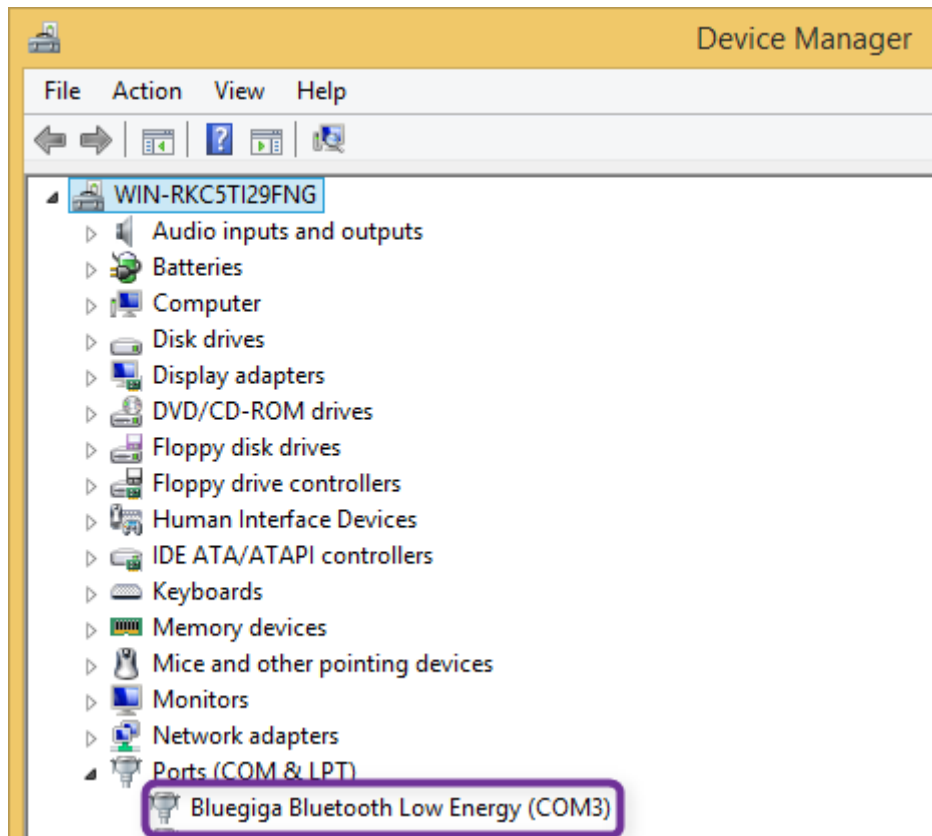 Device Manager
File Action View Help
WIN-RKC5TI29FNG
Audio inputs and outputs
Batteries
Computer
Disk drives
Display adapters
DVD/CD-ROM drives
Floppy disk drives
Floppy drive controllers
Human Interface Devices
IDE ATA/ATAPI controllers
Keyboards
Memory devices
Mice and other pointing devices
Monitors
Network adapters
Ports (COM & LPT)
Bluegiga Bluetooth Low Energy (COM3)